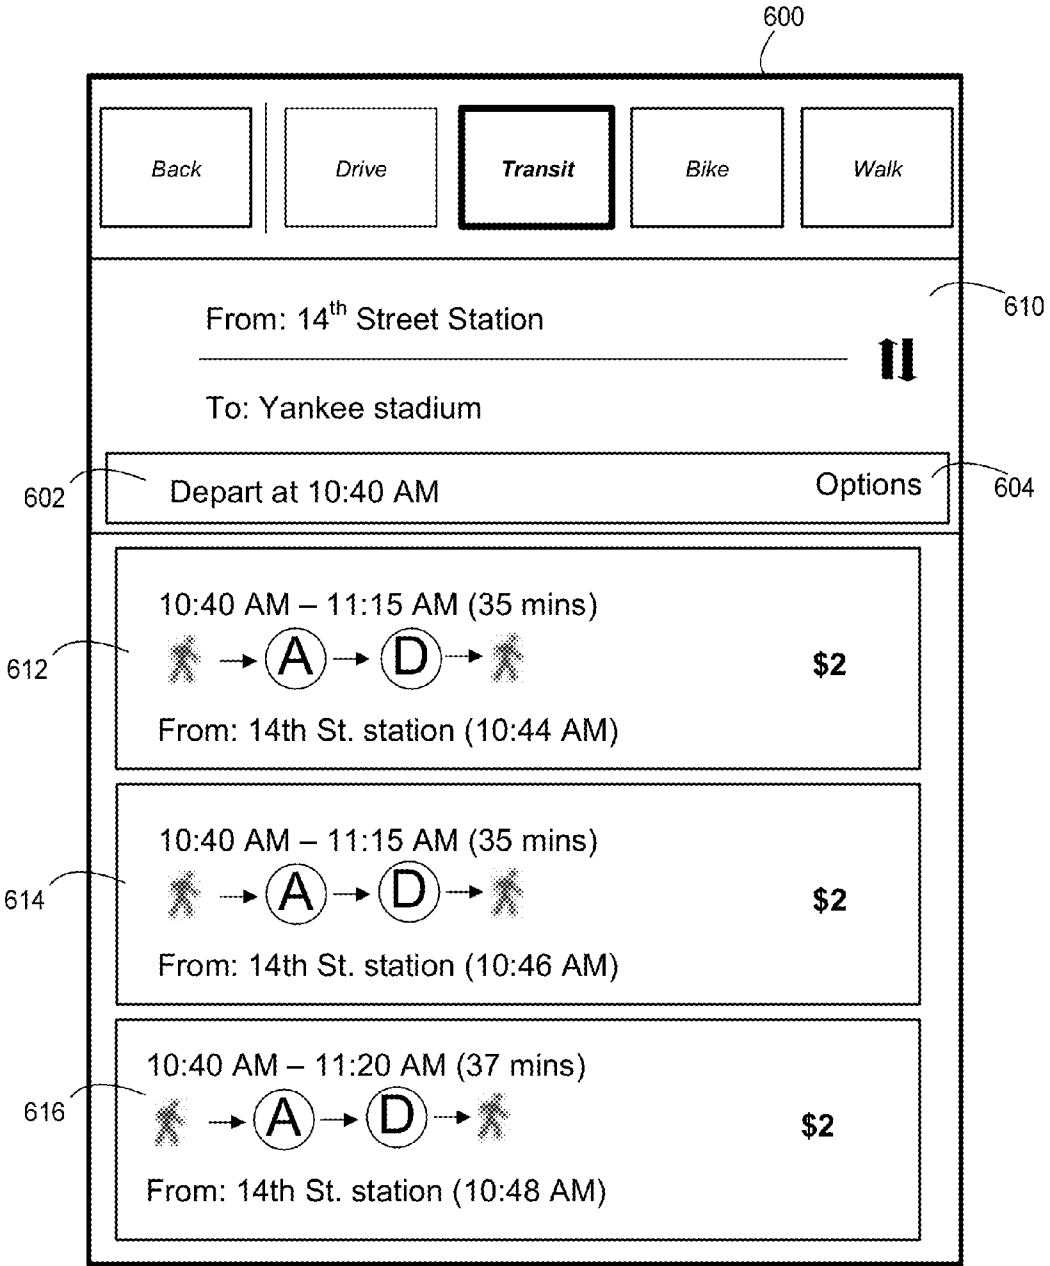 600
Back Drive Transit Bike Walk
610
From: 14th Street Station
To: Yankee stadium
602 Depart at 10:40 AM Options 604
10:40 AM – 11:15 AM (35 mins)
612 A D $2
From: 14th St. station (10:44 AM)
10:40 AM – 11:15 AM (35 mins)
614 A D $2
From: 14th St. station (10:46 AM)
10:40 AM – 11:20 AM (37 mins)
616 A D $2
From: 14th St. station (10:48 AM)